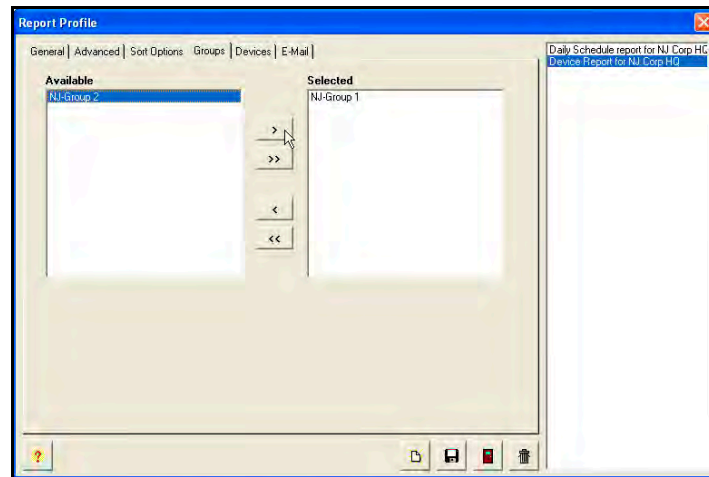 Report Profile
General Advanced Sort Options Groups Devices E-Mail
Available
NJ-Group 2
Selected
NJ-Group 1
>
>>
<
<<
?
Daily Schedule report for NJ Corp HQ
Device Report for NJ Corp HQ